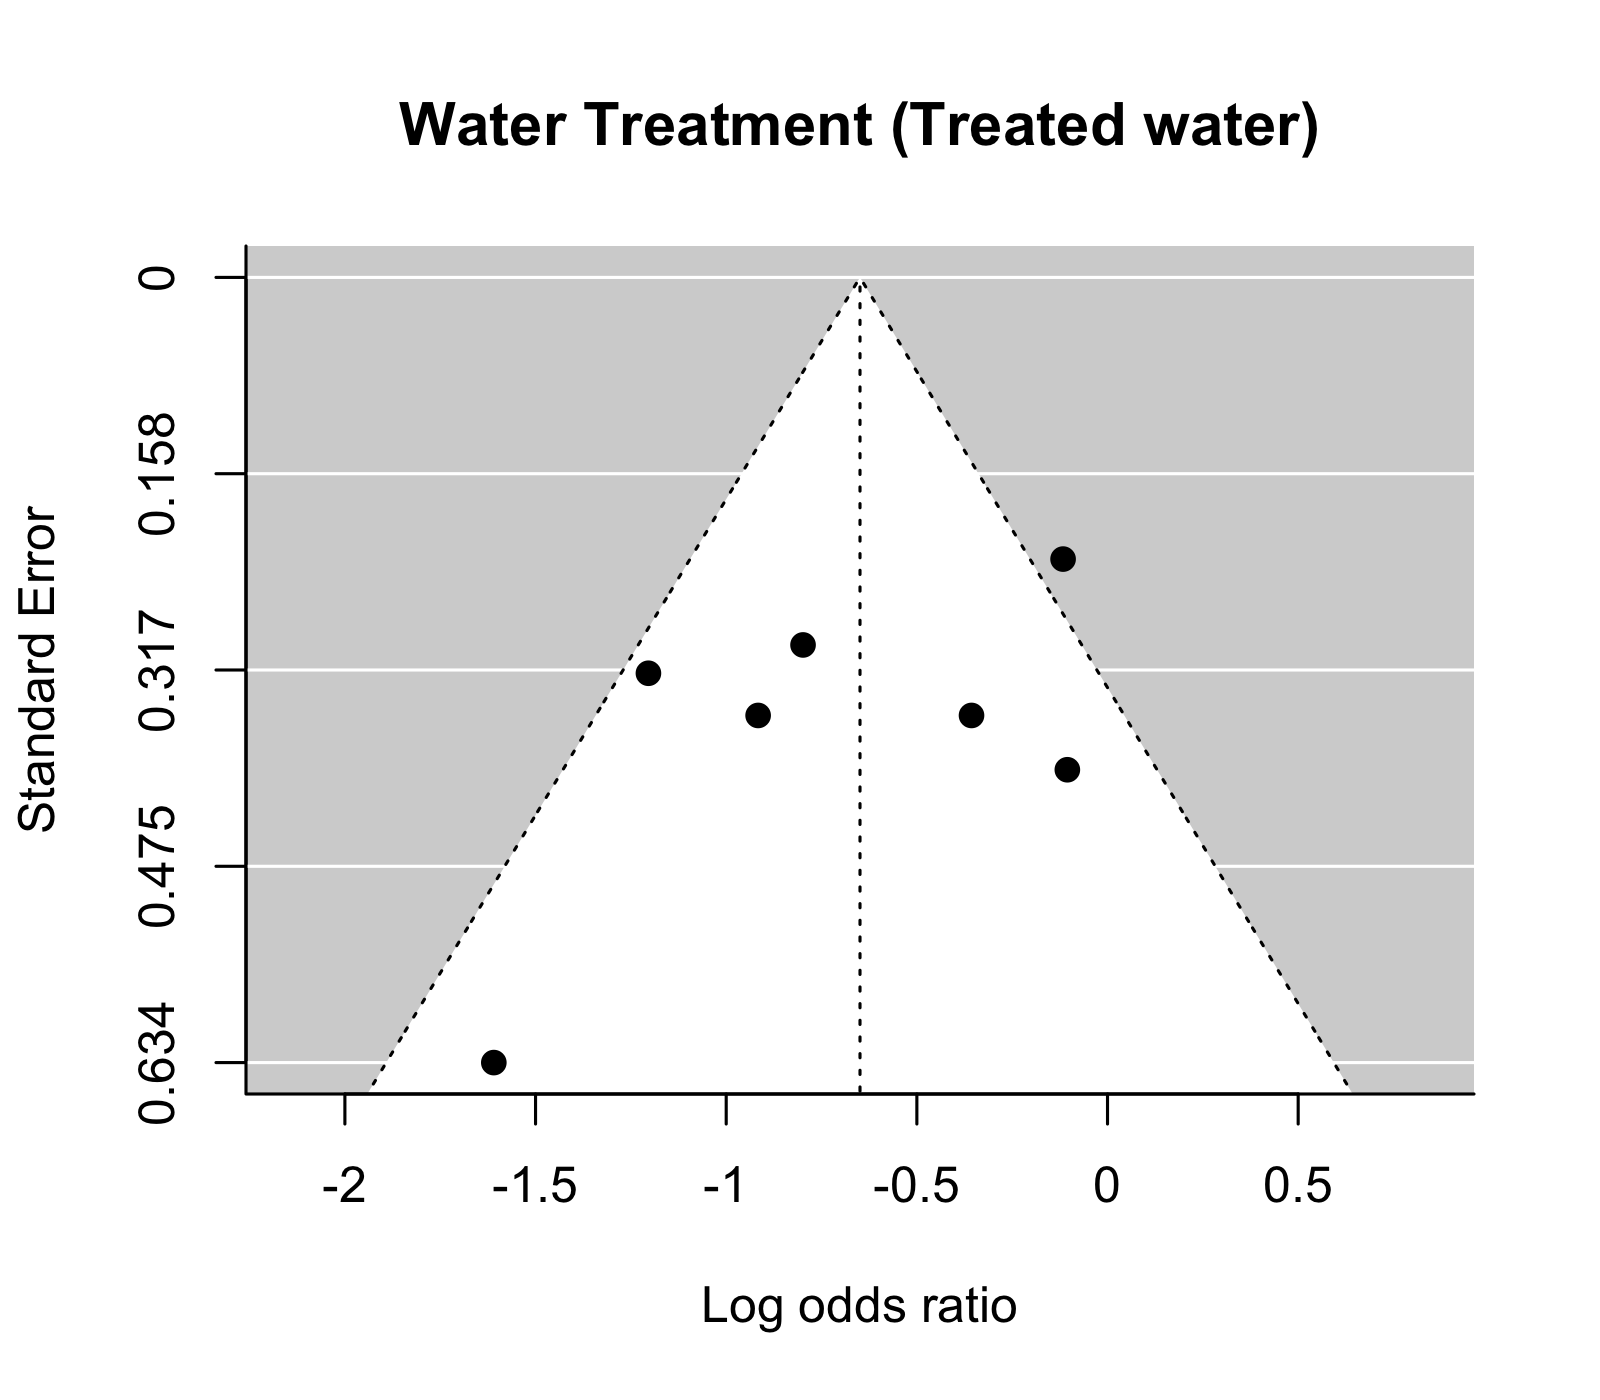 Water Treatment (Treated water)
Standard Error
0
0.158
0.317
0.475
0.634
-2 -1.5 -1 -0.5 0 0.5
Log odds ratio